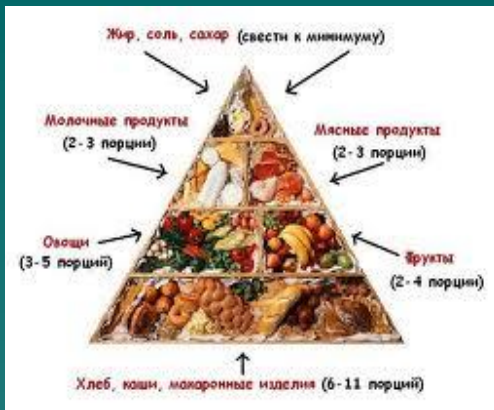 Жир, соль, сахар (свести к минимуму)
Молочные продукты
(2-3 порции)
Мясные продукты
(2-3 порции)
Овощи
(3-5 порций)
Фрукты
(2-4 порции)
Хлеб, каши, макаронные изделия (6-11 порций)